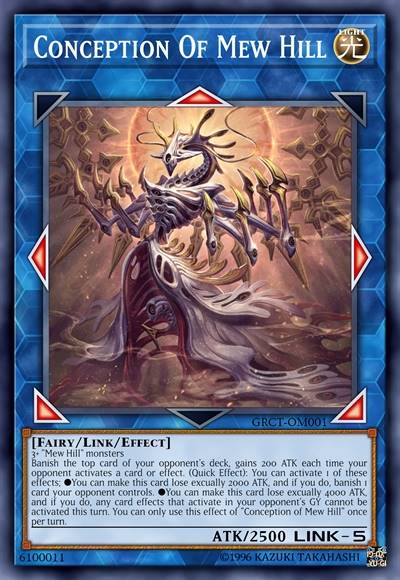 CONCEPTION OF MEW HILL
LIGHT
光
GRCT-OM001
[FAIRY/LINK/EFFECT]
3+ "Mew Hill" monsters
Banish the top card of your opponent's deck, gains 200 ATK each time your
opponent activates a card or effect. (Quick Effect): You can activate 1 of these
effects; ●You can make this card lose excually 2000 ATK, and if you do, banish 1
card your opponent controls. ●You can make this card lose excually 4000 ATK,
and if you do, any card effects that activate in your opponent's GY cannot be
activated this turn. You can only use this effect of "Conception of Mew Hill" once
per turn.
ATK/2500 LINK-5
6100011
©1996 KAZUKI TAKAHASHI